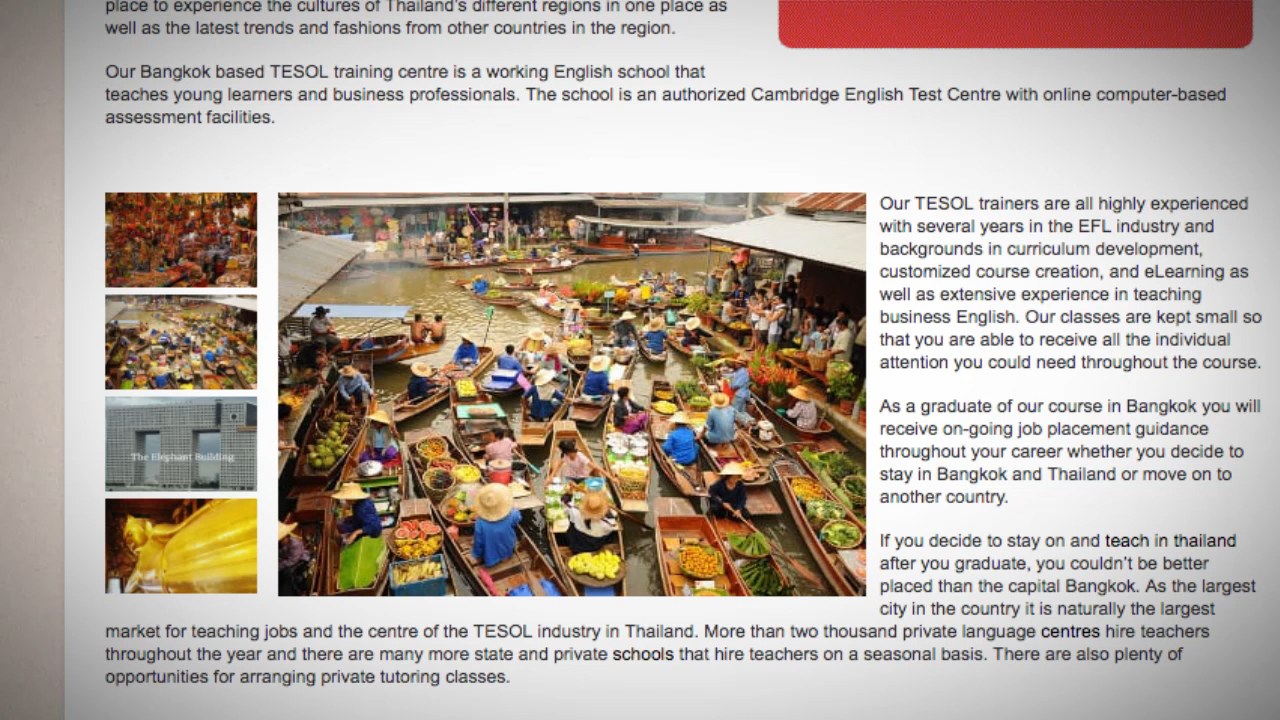 place to experience the cultures of Thailand's different regions in one place as
well as the latest trends and fashions from other countries in the region.
Our Bangkok based TESOL training centre is a working English school that
teaches young learners and business professionals. The school is an authorized Cambridge English Test Centre with online computer-based
assessment facilities.
The Elephant Building
Our TESOL trainers are all highly experienced
with several years in the EFL industry and
backgrounds in curriculum development,
customized course creation, and eLearning as
well as extensive experience in teaching
business English. Our classes are kept small so
that you are able to receive all the individual
attention you could need throughout the course.
As a graduate of our course in Bangkok you will
receive on-going job placement guidance
throughout your career whether you decide to
stay in Bangkok and Thailand or move on to
another country.
If you decide to stay on and teach in thailand
after you graduate, you couldn't be better
placed than the capital Bangkok. As the largest
city in the country it is naturally the largest
market for teaching jobs and the centre of the TESOL industry in Thailand. More than two thousand private language centres hire teachers
throughout the year and there are many more state and private schools that hire teachers on a seasonal basis. There are also plenty of
opportunities for arranging private tutoring classes.